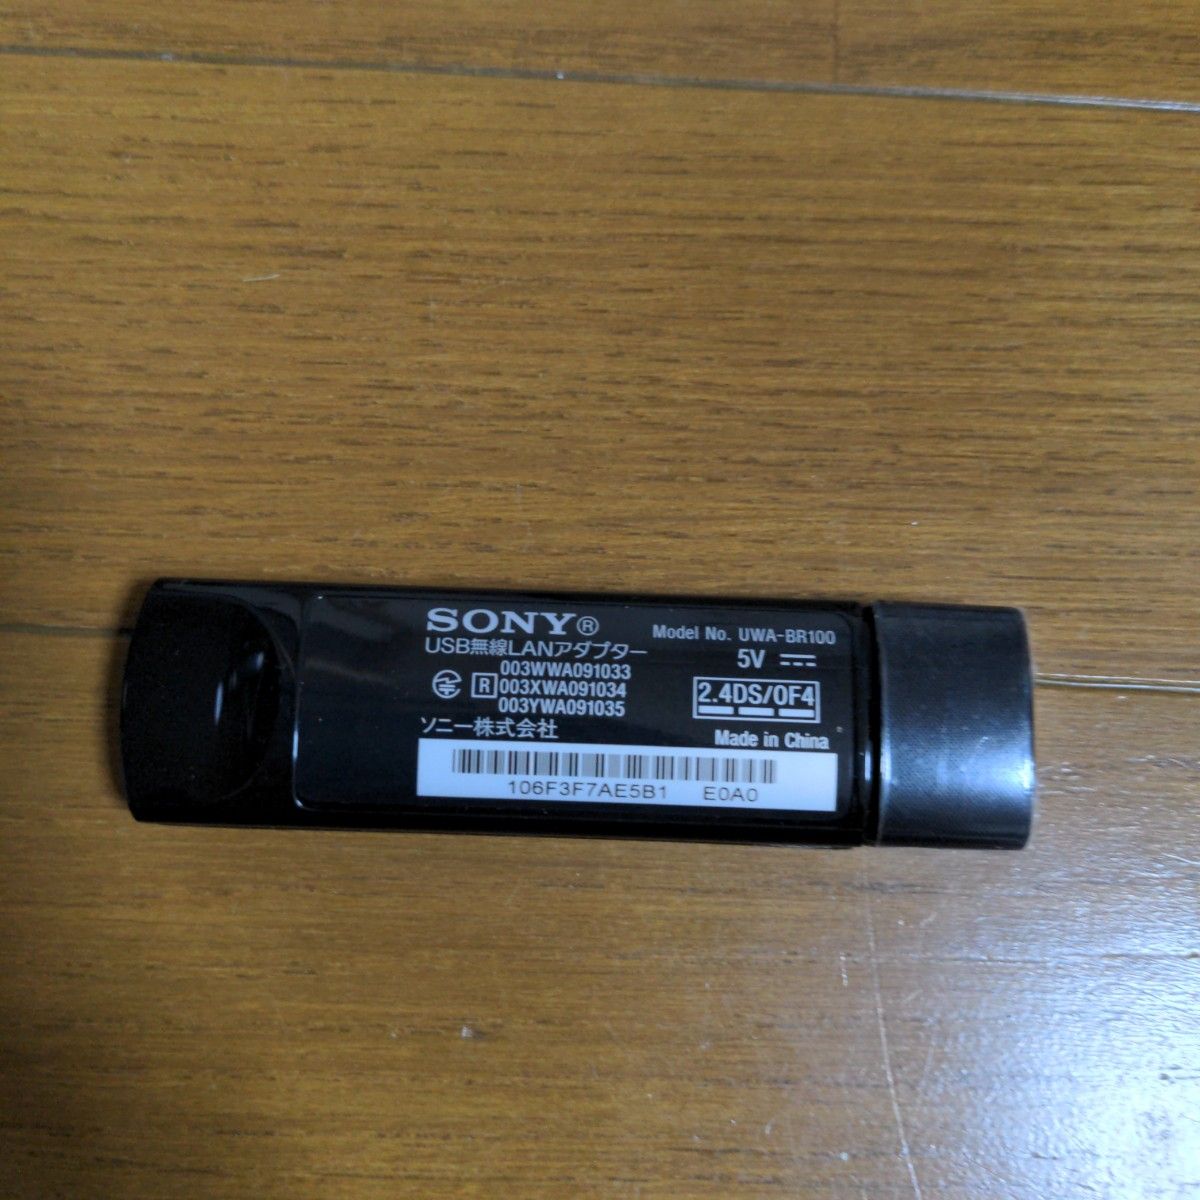 SONY®
USB無線LANアダプター
Model No. UWA-BR100
5V
003WWA091033
R 003XWA091034
003YWA091035
2.4DS/OF4
ソニー株式会社
Made in China
106F3F7AE5B1 E0A0